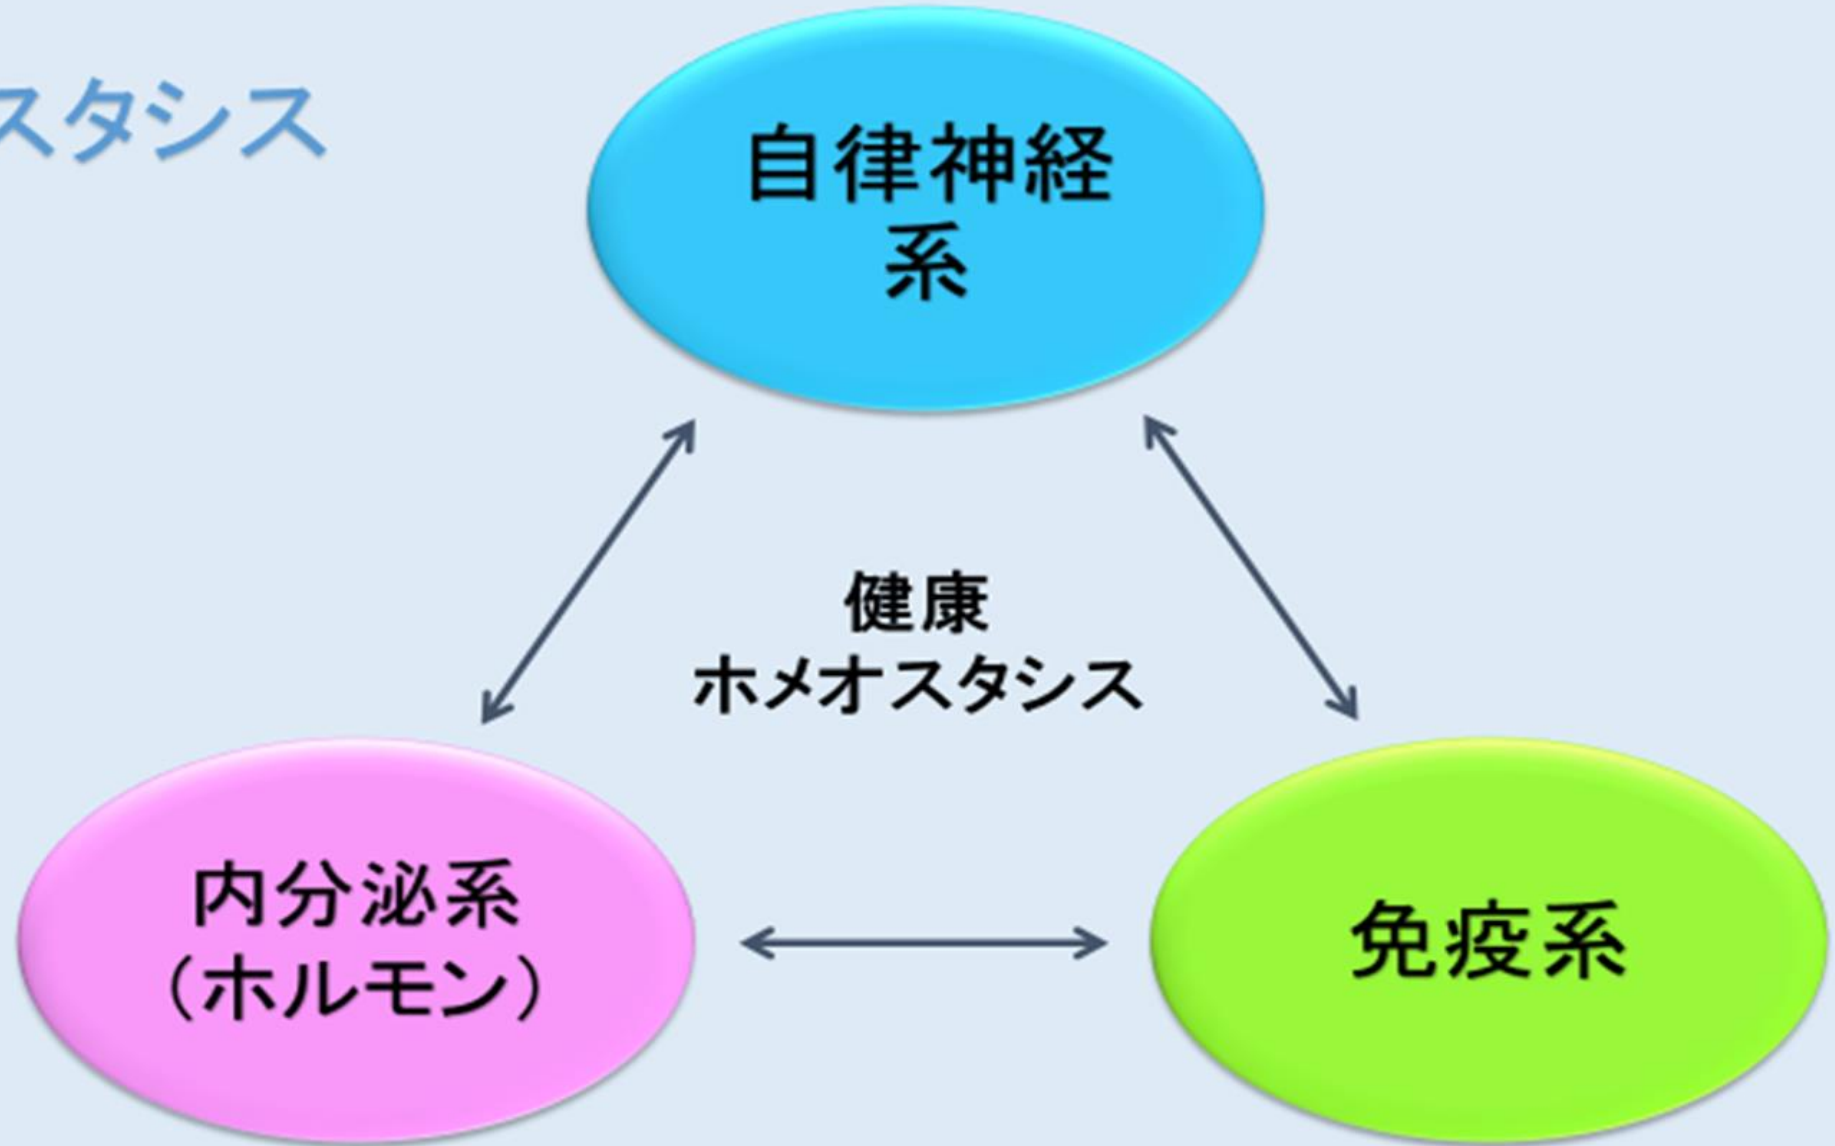 スタシス
自律神経
系
健康
ホメオスタシス
内分泌系
（ホルモン）
免疫系